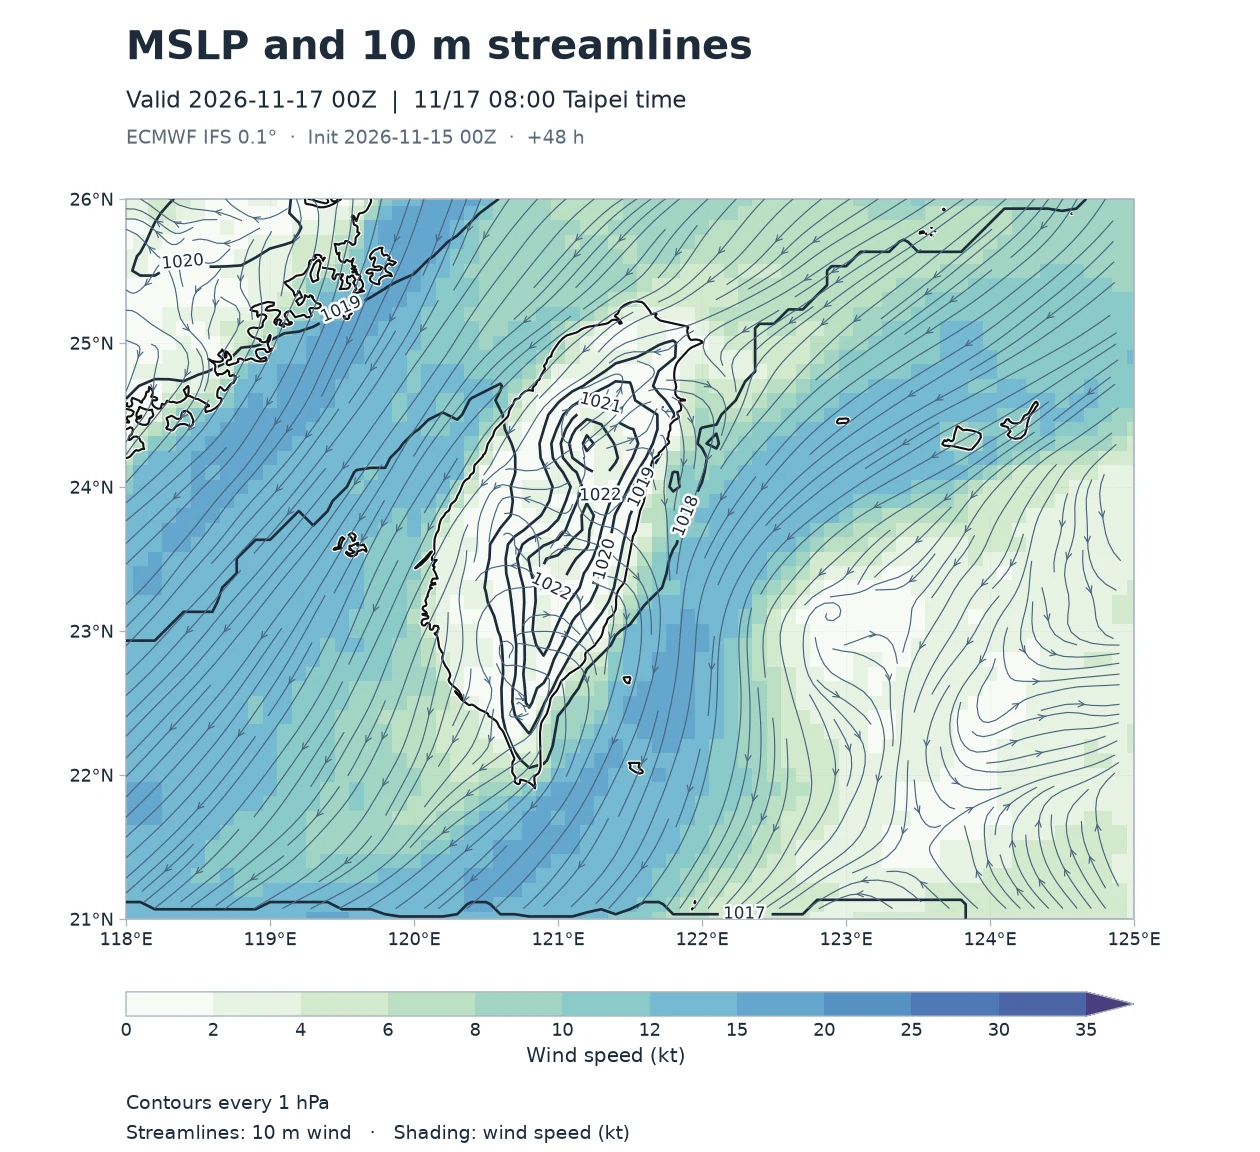 MSLP and 10 m streamlines
Valid 2026-11-17 00Z | 11/17 08:00 Taipei time
ECMWF IFS 0.1° · Init 2026-11-15 00Z · +48 h
26°N
25°N
24°N
23°N
22°N
21°N
1020
1019
1021
1022
1019
1018
1020
1022
1017
118°E 119°E 120°E 121°E 122°E 123°E 124°E 125°E
0 2 4 6 8 10 12 15 20 25 30 35
Wind speed (kt)
Contours every 1 hPa
Streamlines: 10 m wind · Shading: wind speed (kt)